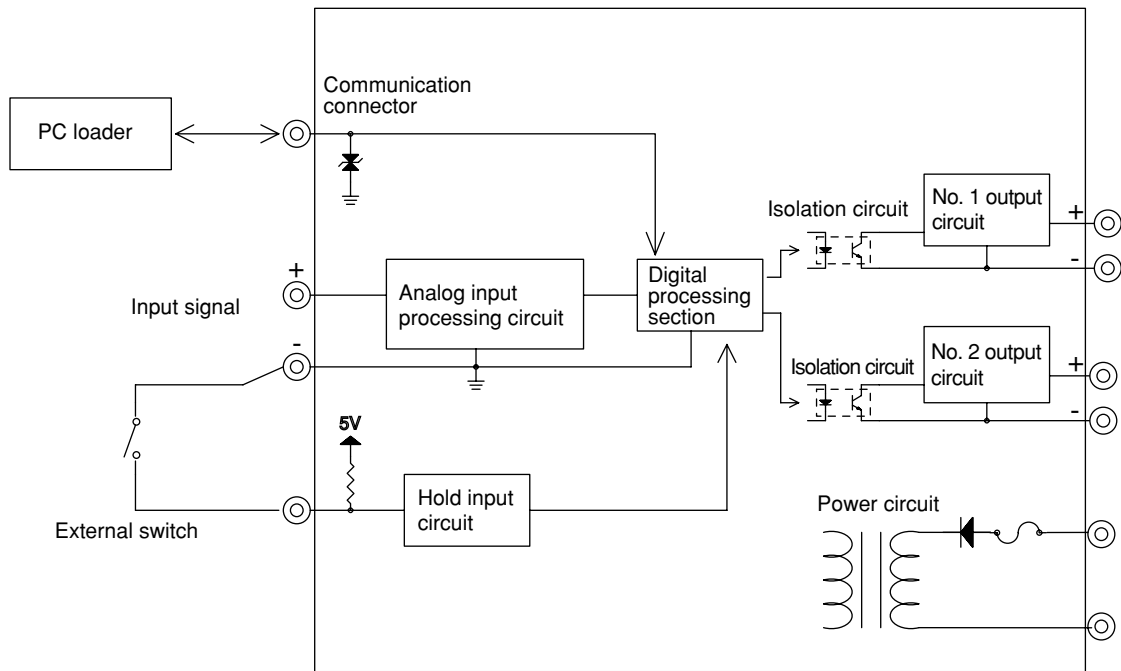 Communication
connector
PC loader
Isolation circuit
No. 1 output
circuit
+
-
+
Input signal
-
Analog input
processing circuit
Digital
processing
section
Isolation circuit
No. 2 output
circuit
+
-
5V
Hold input
circuit
External switch
Power circuit